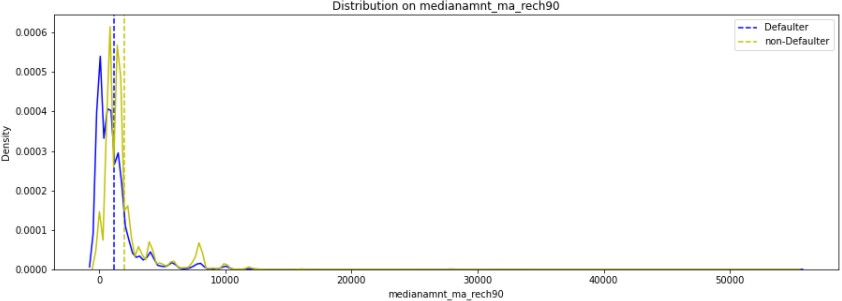 Distribution on medianamnt_ma_rech90
Defaulter
non-Defaulter
0.0006
0.0005
0.0004
0.0003
0.0002
0.0001
0.0000
Density
0
10000
20000
30000
40000
50000
medianamnt_ma_rech90